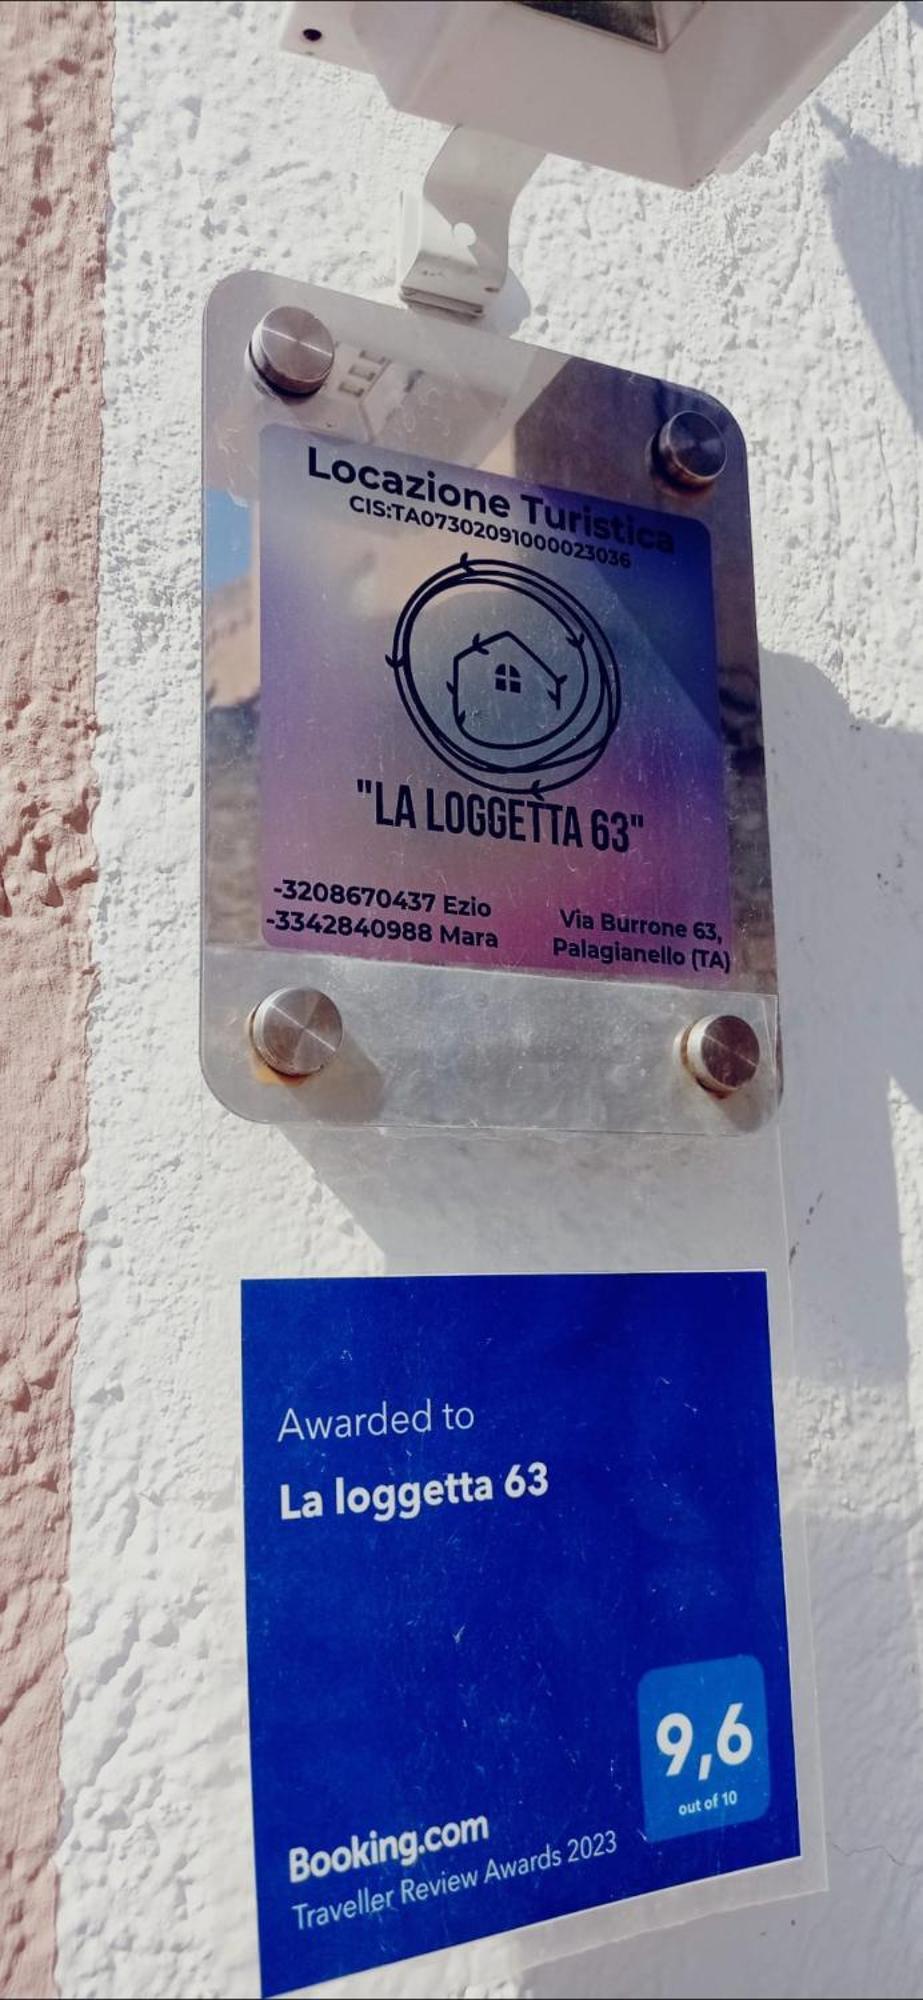 Locazione Turistica
CIS:TA07302091000023036
"LA LOGGETTA 63"
-3208670437 Ezio
-3342840988 Mara
Via Burrone 63,
Palagianello (TA)
Awarded to
La loggetta 63
9,6
out of 10
Booking.com
Traveller Review Awards 2023